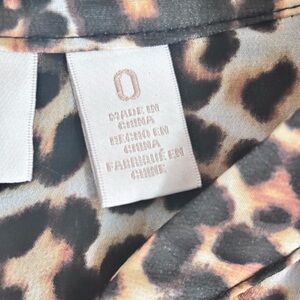 0
MADE IN
CHINA
HECHO EN
CHINA
FABRIQUÉ EN
CHINE